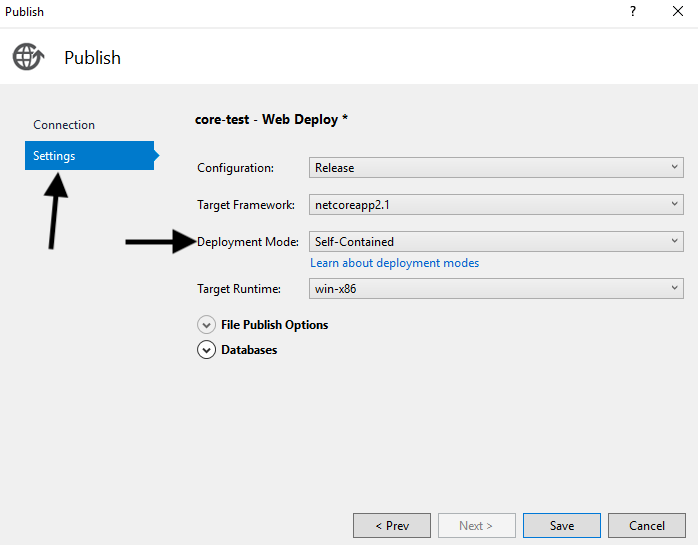 Publish
?
Publish
Connection
Settings
core-test - Web Deploy *
Configuration: Release
Target Framework: netcoreapp2.1
Deployment Mode: Self-Contained
Learn about deployment modes
Target Runtime: win-x86
File Publish Options
Databases
< Prev Next > Save Cancel